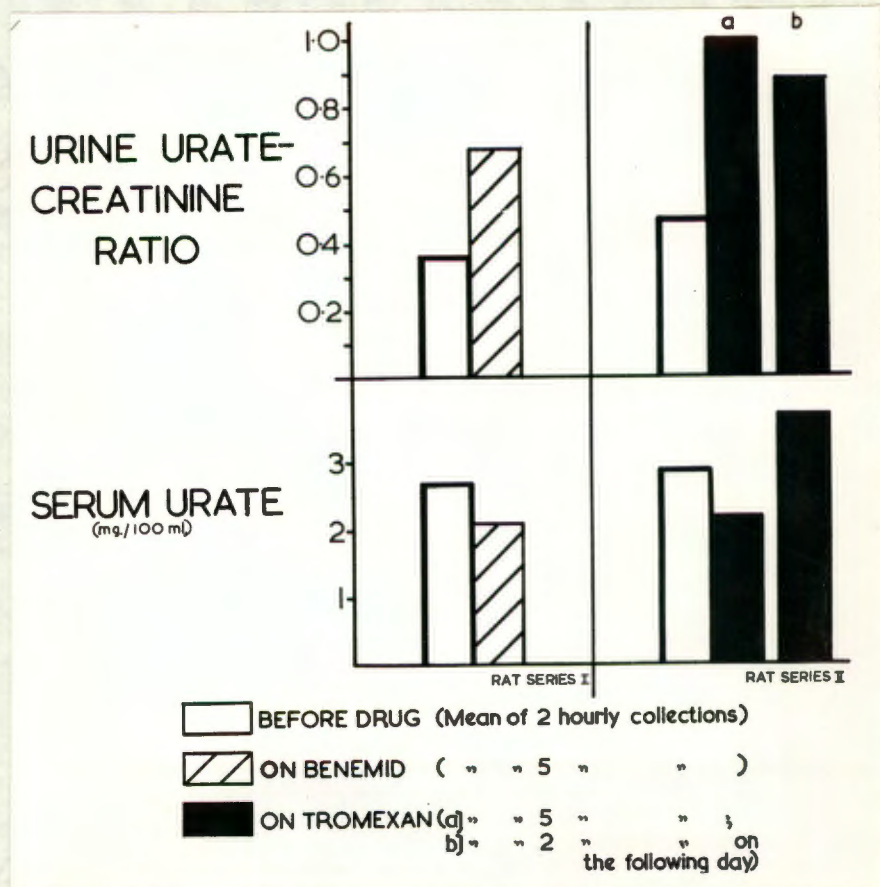 a b
1·0
0·8
URINE URATE-
0·6
CREATININE
0·4
RATIO
0·2
3
SERUM URATE
(mg./100 ml)
2
1
RAT SERIES I RAT SERIES II
BEFORE DRUG (Mean of 2 hourly collections)
ON BENEMID ( " " 5 " " )
ON TROMEXAN (a] " " 5 " " ;
b] " " 2 " " on
the following day)